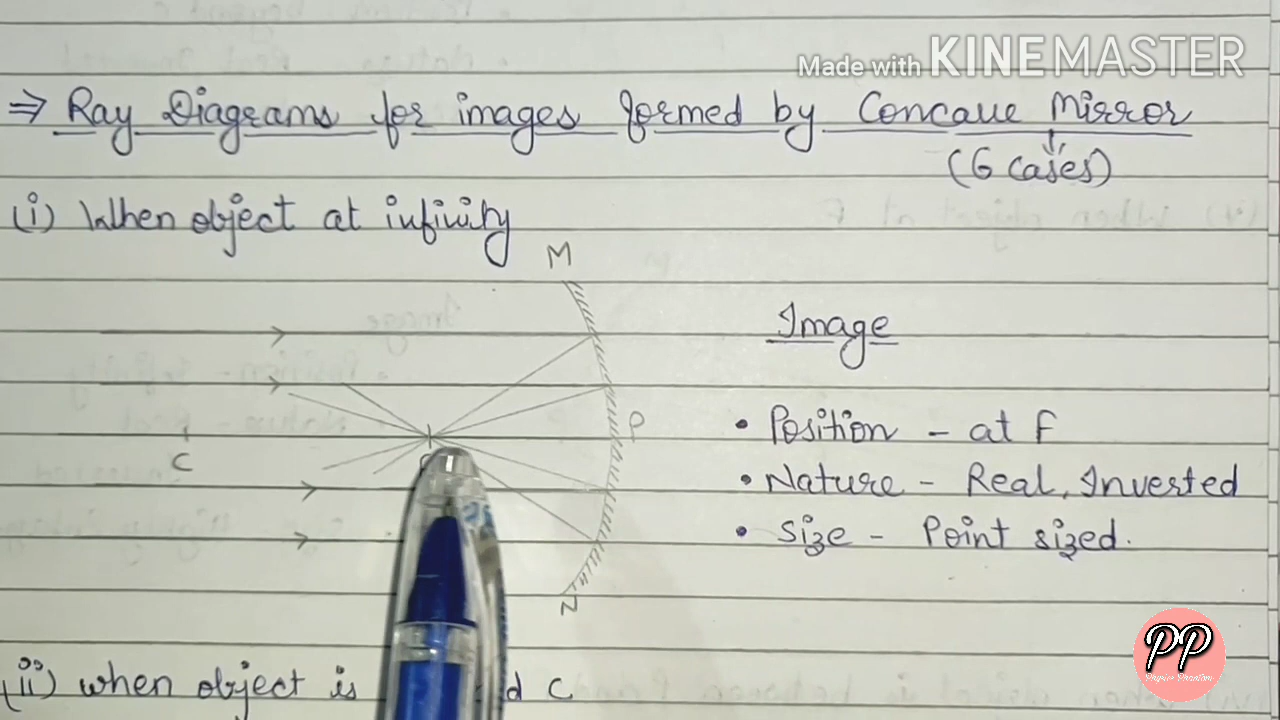 Made with KINEMASTER
⇒ Ray Diagrams for images formed by Concave Mirror
(6 cases)
(i) When object at infinity
M
Image
P
• Position - at F
C
• Nature - Real, Inverted
• Size - Point sized.
N
PP
(ii) when object is d C